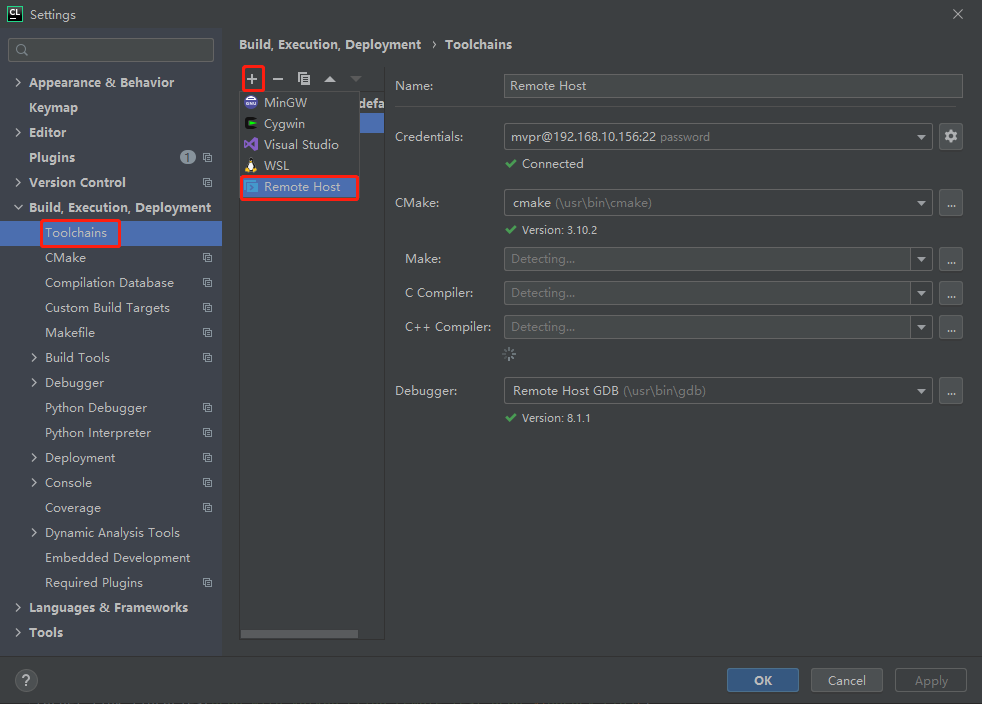 CL Settings
Build, Execution, Deployment › Toolchains
Appearance & Behavior
Keymap
Editor
Plugins 1
Version Control
Build, Execution, Deployment
Toolchains
CMake
Compilation Database
Custom Build Targets
Makefile
Build Tools
Debugger
Python Debugger
Python Interpreter
Deployment
Console
Coverage
Dynamic Analysis Tools
Embedded Development
Required Plugins
Languages & Frameworks
Tools
MinGW
defa
Cygwin
Visual Studio
WSL
Remote Host
Name: Remote Host
Credentials: mvpr@192.168.10.156:22 password
Connected
CMake: cmake (\usr\bin\cmake) ...
Version: 3.10.2
Make: Detecting... ...
C Compiler: Detecting... ...
C++ Compiler: Detecting... ...
Debugger: Remote Host GDB (\usr\bin\gdb) ...
Version: 8.1.1
? OK Cancel Apply